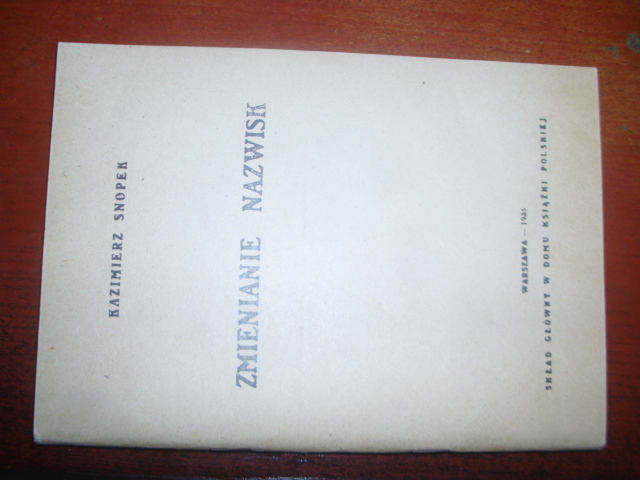 KAZIMIERZ SNOPEK
ZMIENIANIE NAZWISK
WARSZAWA — 1935
SKŁAD GŁÓWNY W DOMU KSIĄŻKI POLSKIEJ